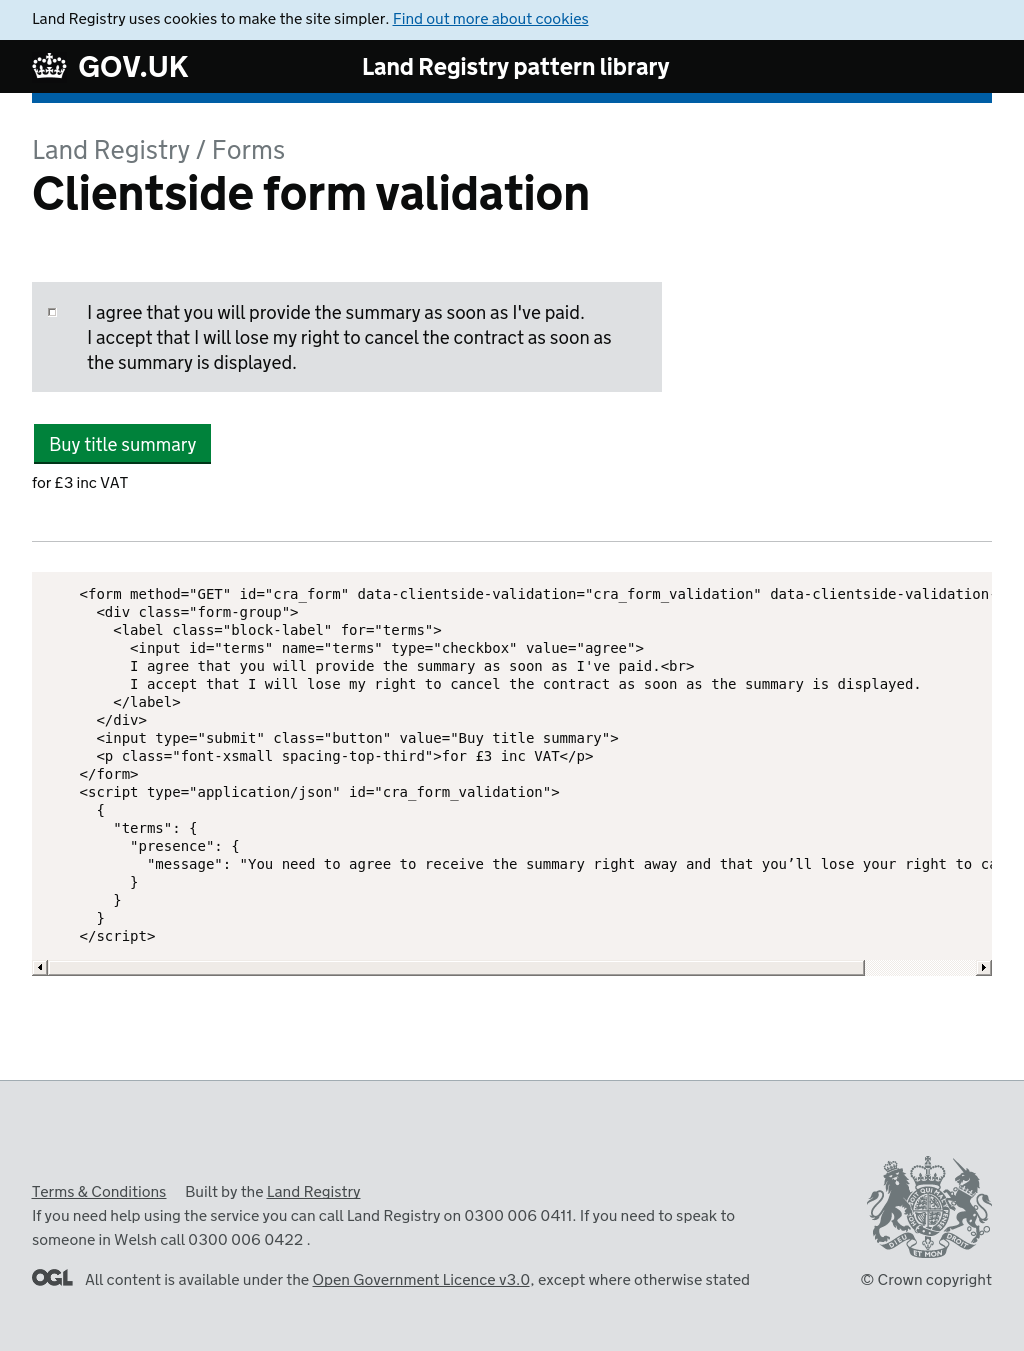 Land Registry uses cookies to make the site simpler. Find out more about cookies
GOV.UK
Land Registry pattern library
Land Registry / Forms
Clientside form validation
I agree that you will provide the summary as soon as I've paid.
I accept that I will lose my right to cancel the contract as soon as
the summary is displayed.
Buy title summary
for £3 inc VAT
<form method="GET" id="cra_form" data-clientside-validation="cra_form_validation" data-clientside-validation-
<div class="form-group">
<label class="block-label" for="terms">
<input id="terms" name="terms" type="checkbox" value="agree">
I agree that you will provide the summary as soon as I've paid.<br>
I accept that I will lose my right to cancel the contract as soon as the summary is displayed.
</label>
</div>
<input type="submit" class="button" value="Buy title summary">
<p class="font-xsmall spacing-top-third">for £3 inc VAT</p>
</form>
<script type="application/json" id="cra_form_validation">
{
"terms": {
"presence": {
"message": "You need to agree to receive the summary right away and that you’ll lose your right to ca
}
}
}
</script>
Terms & Conditions Built by the Land Registry
If you need help using the service you can call Land Registry on 0300 006 0411. If you need to speak to
someone in Welsh call 0300 006 0422 .
OGL All content is available under the Open Government Licence v3.0, except where otherwise stated
DIEU ET MON DROIT
© Crown copyright